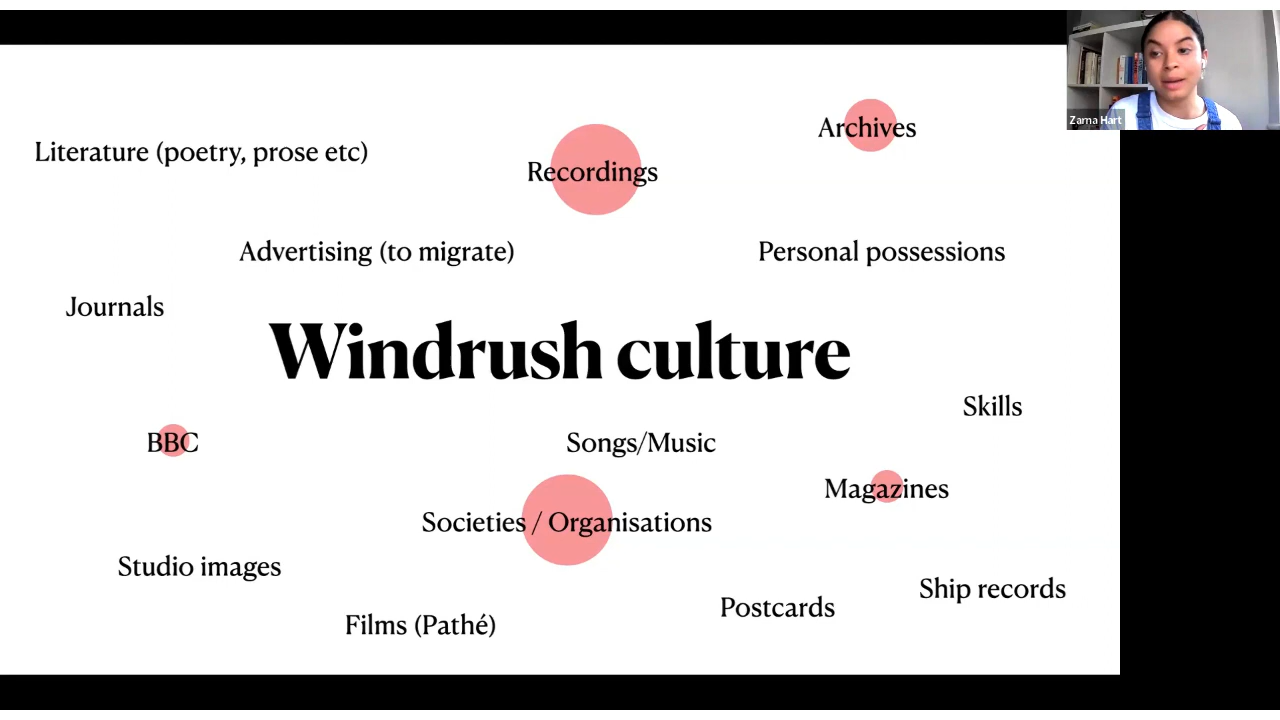 Zarna Hart
Archives
Literature (poetry, prose etc)
Recordings
Advertising (to migrate)
Personal possessions
Journals
Windrush culture
Skills
BBC
Songs/Music
Magazines
Societies / Organisations
Studio images
Ship records
Postcards
Films (Pathé)